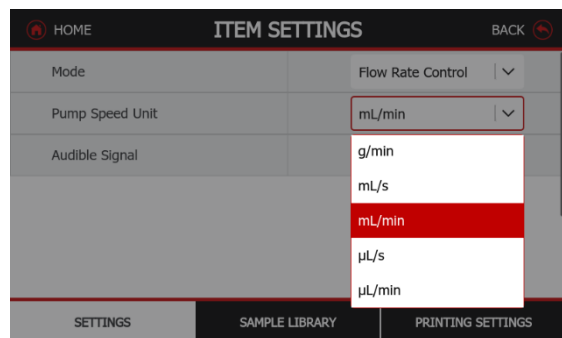 HOME
ITEM SETTINGS
BACK
Mode
Flow Rate Control
Pump Speed Unit
mL/min
Audible Signal
g/min
mL/s
mL/min
µL/s
µL/min
SETTINGS
SAMPLE LIBRARY
PRINTING SETTINGS